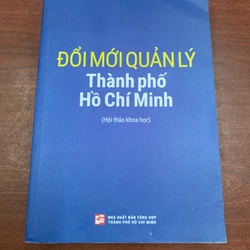 ĐỔI MỚI QUẢN LÝ
Thành phố
Hồ Chí Minh
(Hội thảo khoa học)
NHÀ XUẤT BẢN TỔNG HỢP
THÀNH PHỐ HỒ CHÍ MINH